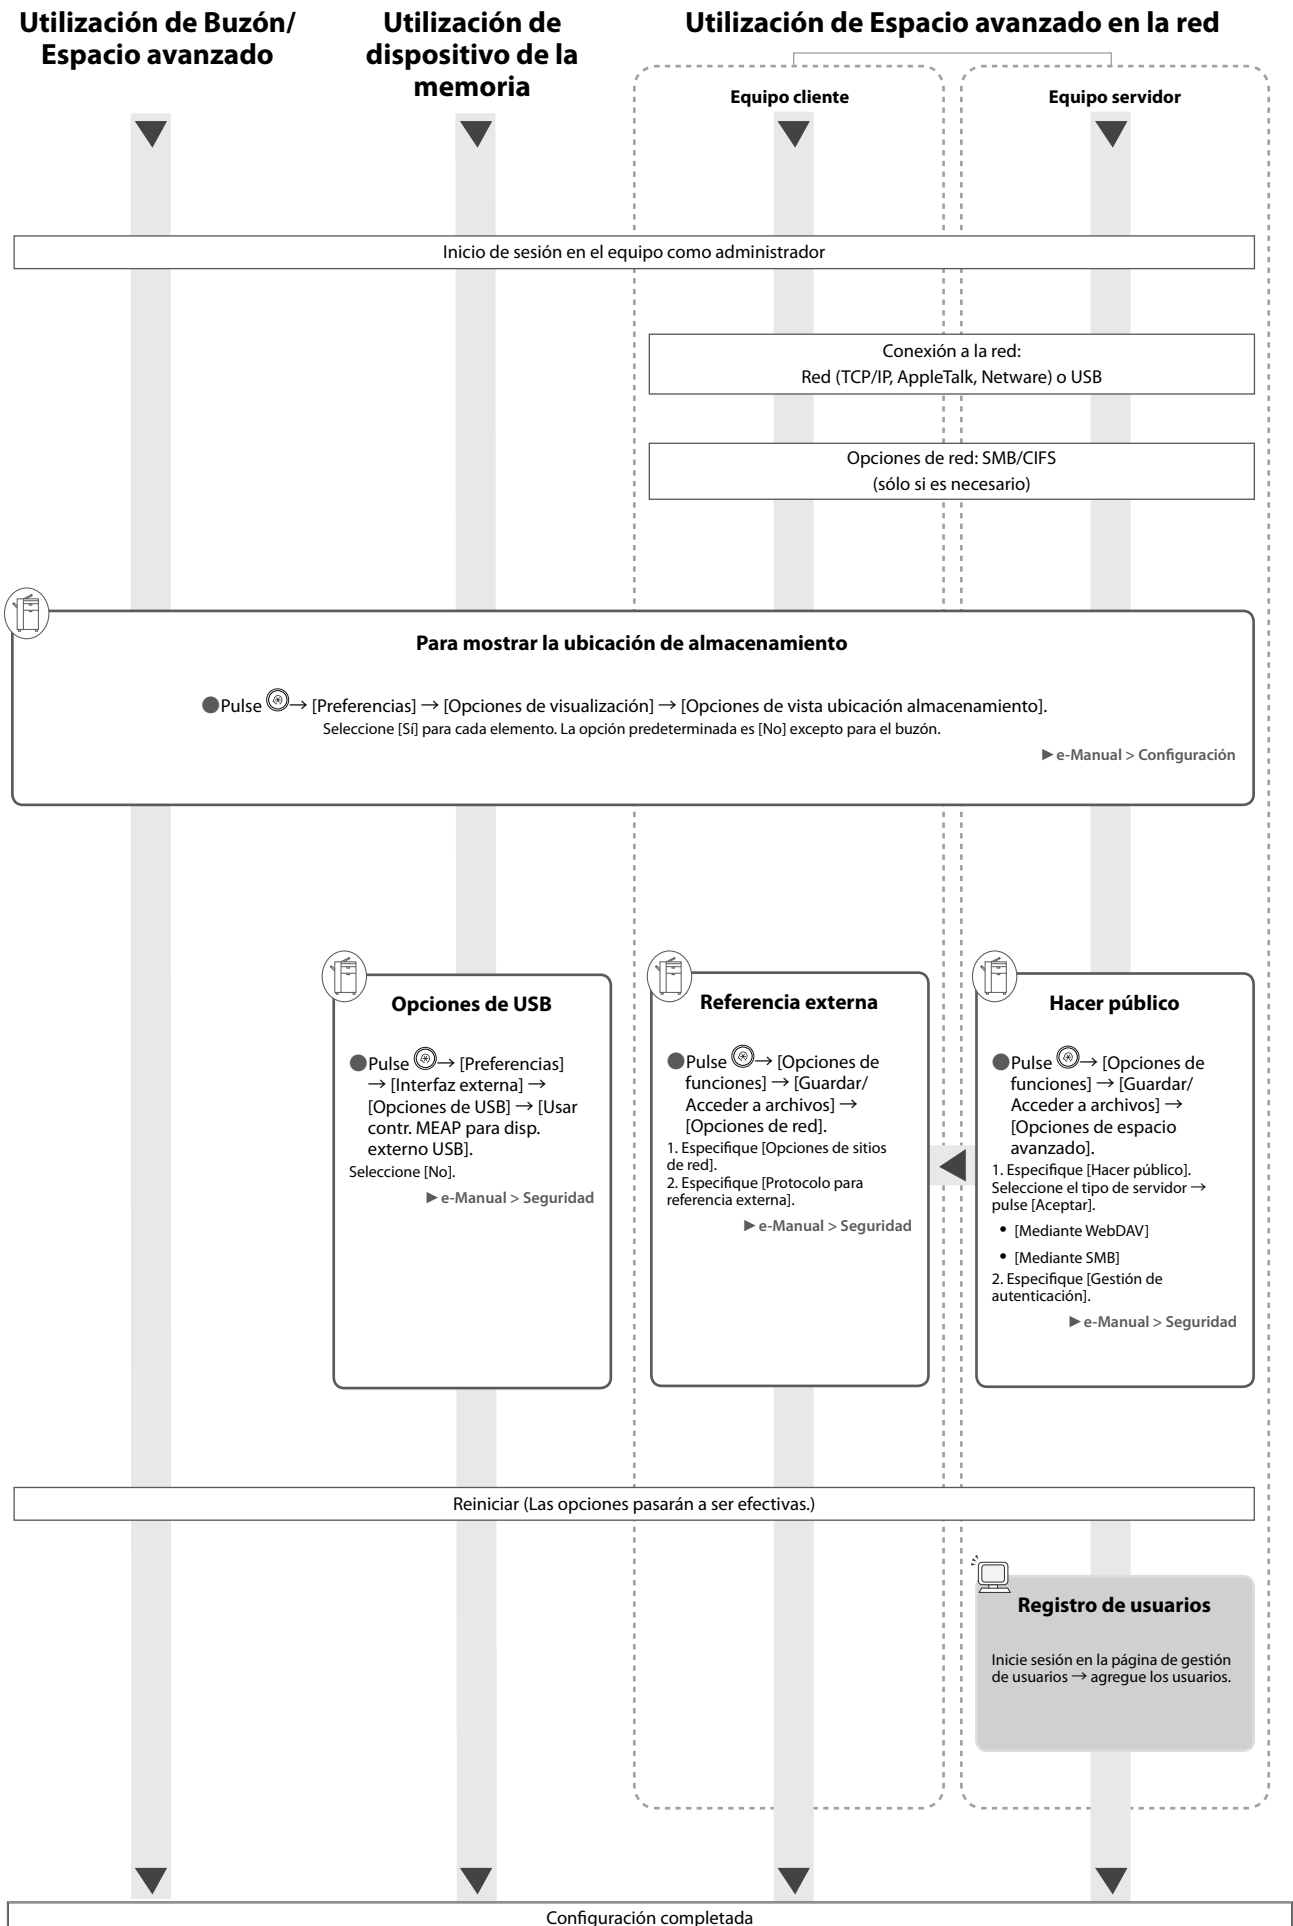 Utilización de Buzón/
Espacio avanzado
Utilización de
dispositivo de la
memoria
Utilización de Espacio avanzado en la red
Equipo cliente
Equipo servidor
Inicio de sesión en el equipo como administrador
Conexión a la red:
Red (TCP/IP, AppleTalk, Netware) o USB
Opciones de red: SMB/CIFS
(sólo si es necesario)
Para mostrar la ubicación de almacenamiento
●Pulse → [Preferencias] → [Opciones de visualización] → [Opciones de vista ubicación almacenamiento].
Seleccione [Sí] para cada elemento. La opción predeterminada es [No] excepto para el buzón.
►e-Manual > Configuración
Opciones de USB
●Pulse → [Preferencias]
→ [Interfaz externa] →
[Opciones de USB] → [Usar
contr. MEAP para disp.
externo USB].
Seleccione [No].
►e-Manual > Seguridad
Referencia externa
●Pulse → [Opciones de
funciones] → [Guardar/
Acceder a archivos] →
[Opciones de red].
1. Especifique [Opciones de sitios
de red].
2. Especifique [Protocolo para
referencia externa].
►e-Manual > Seguridad
Hacer público
●Pulse → [Opciones de
funciones] → [Guardar/
Acceder a archivos] →
[Opciones de espacio
avanzado].
1. Especifique [Hacer público].
Seleccione el tipo de servidor →
pulse [Aceptar].
• [Mediante WebDAV]
• [Mediante SMB]
2. Especifique [Gestión de
autenticación].
►e-Manual > Seguridad
Reiniciar (Las opciones pasarán a ser efectivas.)
Registro de usuarios
Inicie sesión en la página de gestión
de usuarios → agregue los usuarios.
Configuración completada